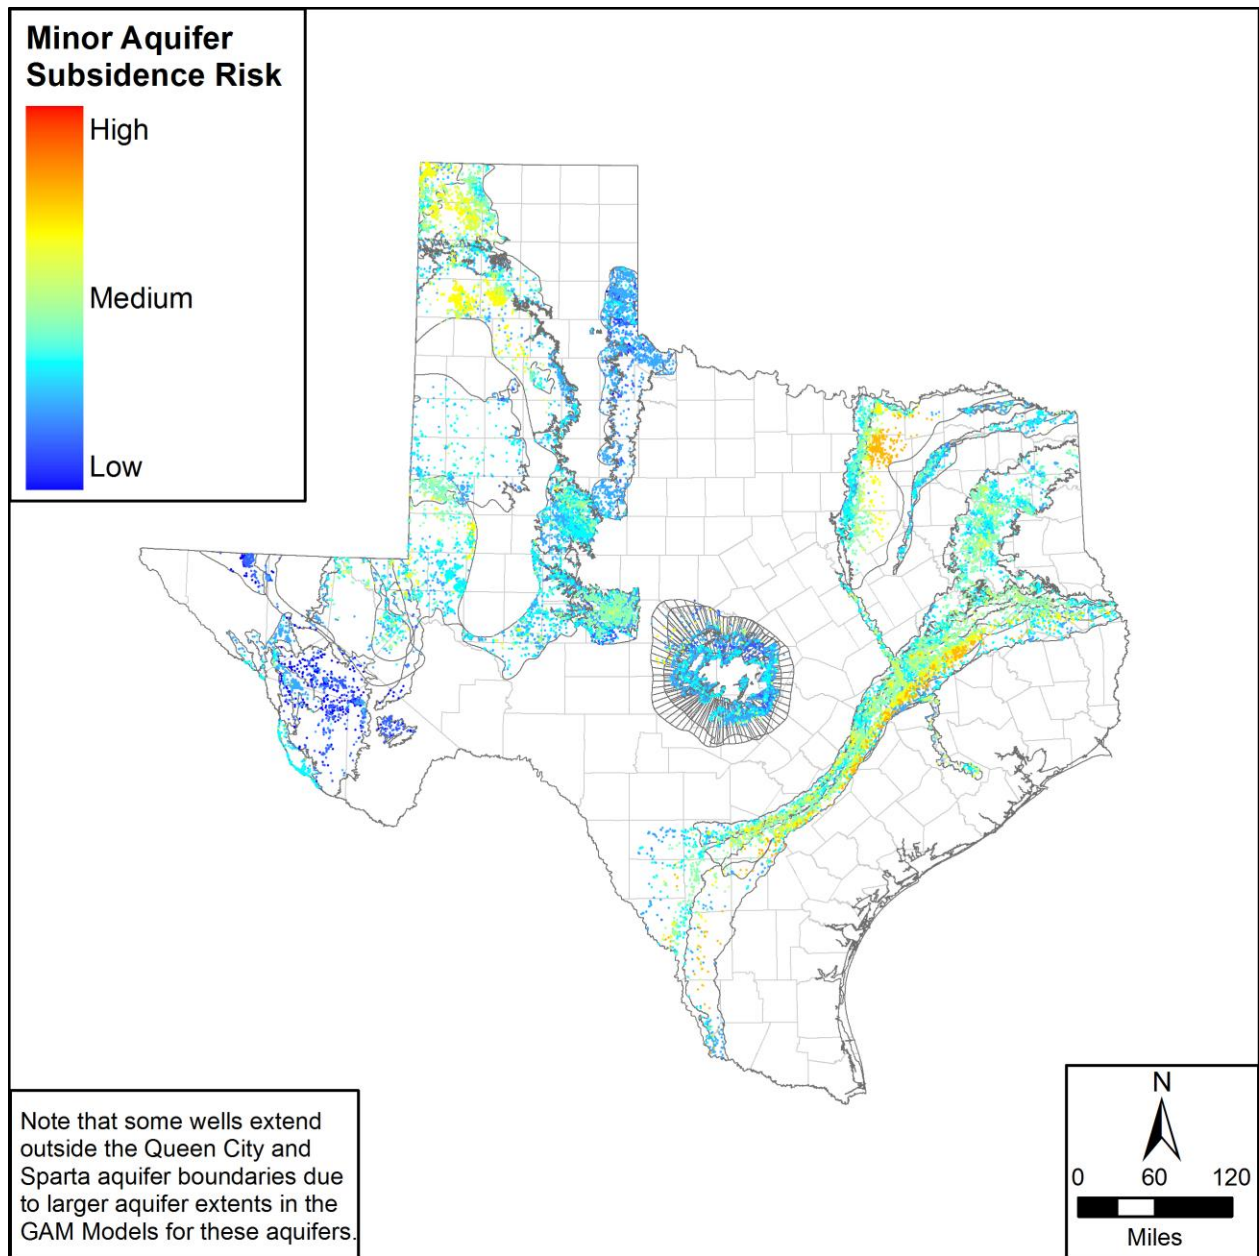 Minor Aquifer
Subsidence Risk
High
Medium
Low
Note that some wells extend
outside the Queen City and
Sparta aquifer boundaries due
to larger aquifer extents in the
GAM Models for these aquifers.
N
0 60 120
Miles